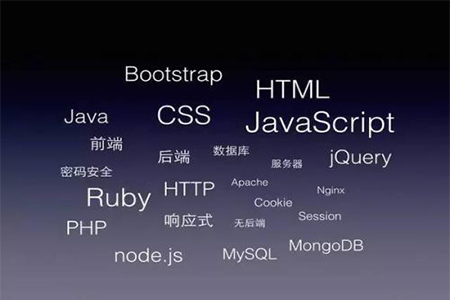 Bootstrap
HTML
Java
CSS
JavaScript
前端
后端
数据库
服务器
jQuery
密码安全
Ruby
HTTP
Apache
Nginx
Cookie
PHP
响应式
无后端
Session
node.js
MySQL
MongoDB